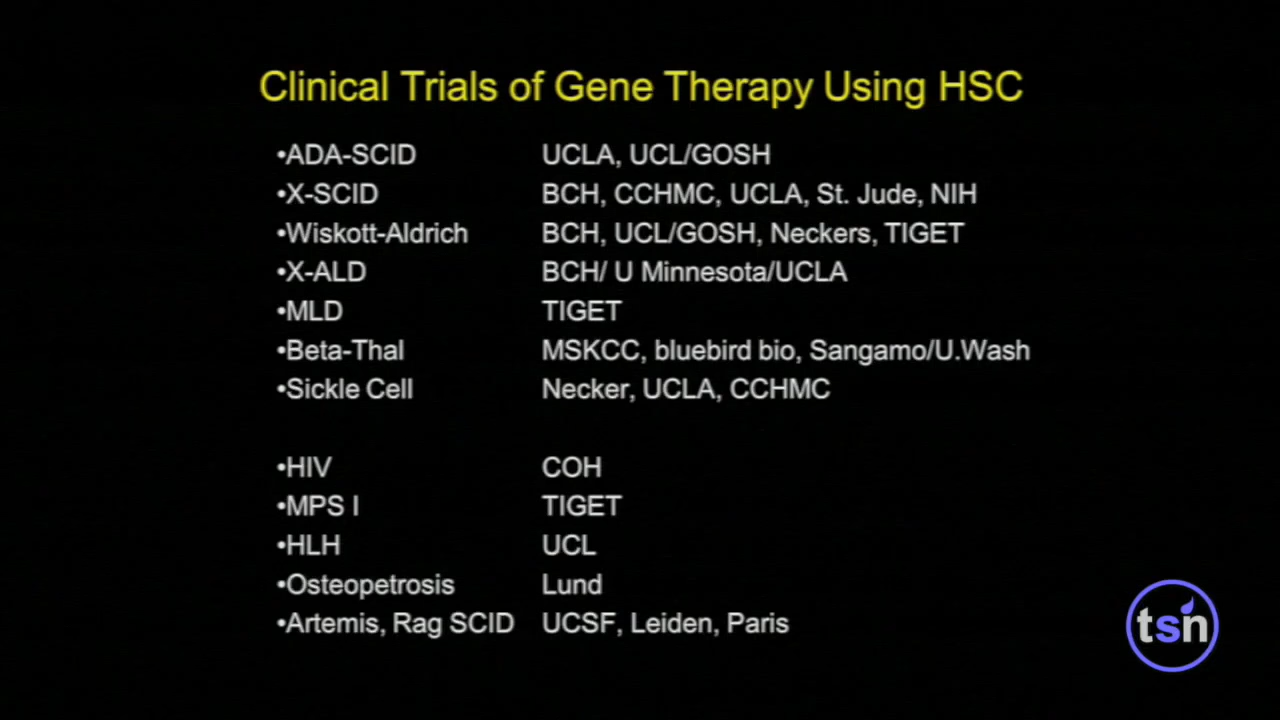 Clinical Trials of Gene Therapy Using HSC
•ADA-SCID UCLA, UCL/GOSH
•X-SCID BCH, CCHMC, UCLA, St. Jude, NIH
•Wiskott-Aldrich BCH, UCL/GOSH, Neckers, TIGET
•X-ALD BCH/ U Minnesota/UCLA
•MLD TIGET
•Beta-Thal MSKCC, bluebird bio, Sangamo/U.Wash
•Sickle Cell Necker, UCLA, CCHMC
•HIV COH
•MPS I TIGET
•HLH UCL
•Osteopetrosis Lund
•Artemis, Rag SCID UCSF, Leiden, Paris
tsn